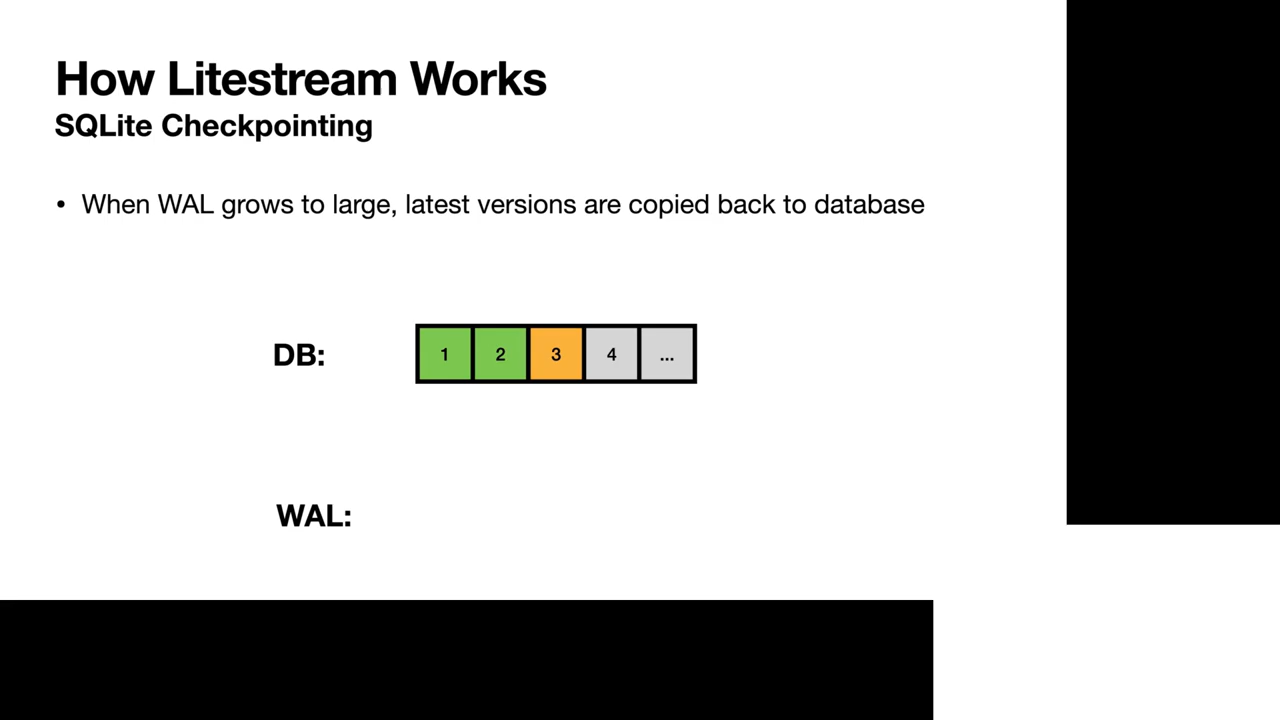 How Litestream Works
SQLite Checkpointing
• When WAL grows to large, latest versions are copied back to database
DB: 1 2 3 4 ...
WAL: